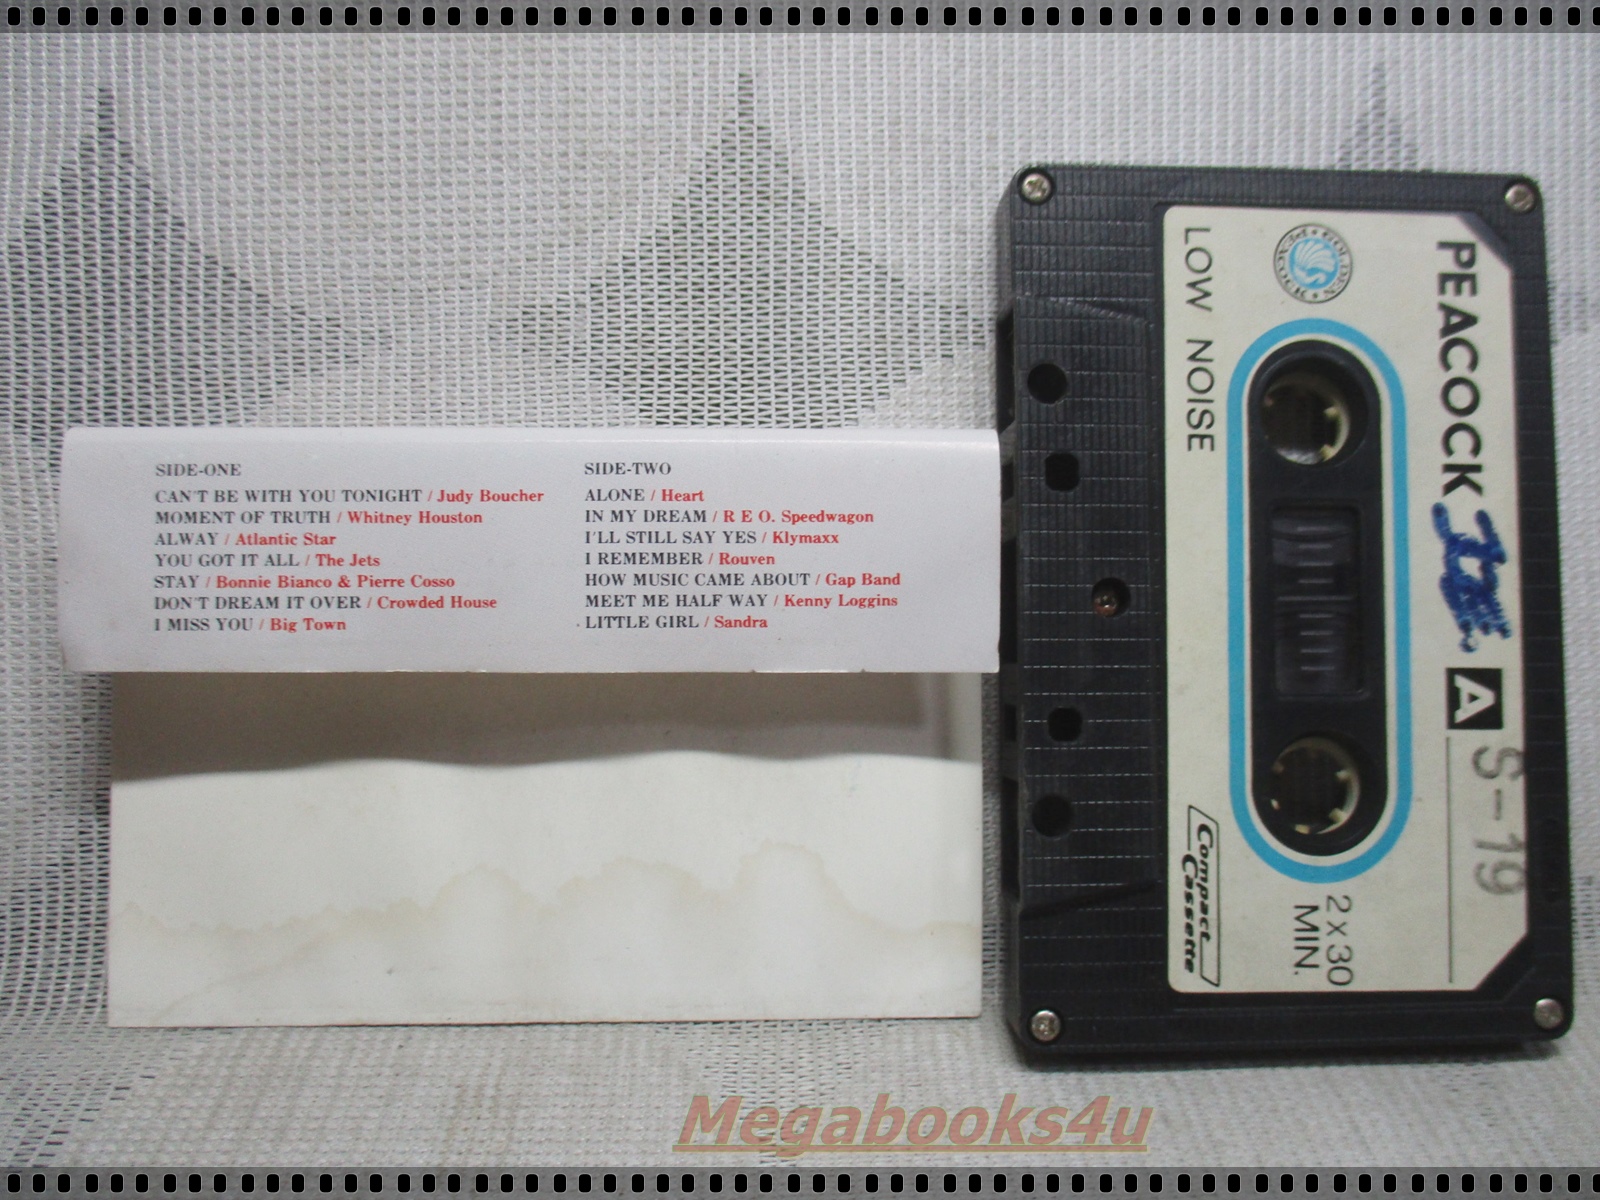 SIDE-ONE
CAN'T BE WITH YOU TONIGHT / Judy Boucher
MOMENT OF TRUTH / Whitney Houston
ALWAY / Atlantic Star
YOU GOT IT ALL / The Jets
STAY / Bonnie Bianco & Pierre Cosso
DON'T DREAM IT OVER / Crowded House
I MISS YOU / Big Town
SIDE-TWO
ALONE / Heart
IN MY DREAM / R E O. Speedwagon
I'LL STILL SAY YES / Klymaxx
I REMEMBER / Rouven
HOW MUSIC CAME ABOUT / Gap Band
MEET ME HALF WAY / Kenny Loggins
LITTLE GIRL / Sandra
PEACOCK
A
S-19
GOLDEN PEACOCK
LOW NOISE
2 x 30
MIN.
Compact
Cassette
Megabooks4u